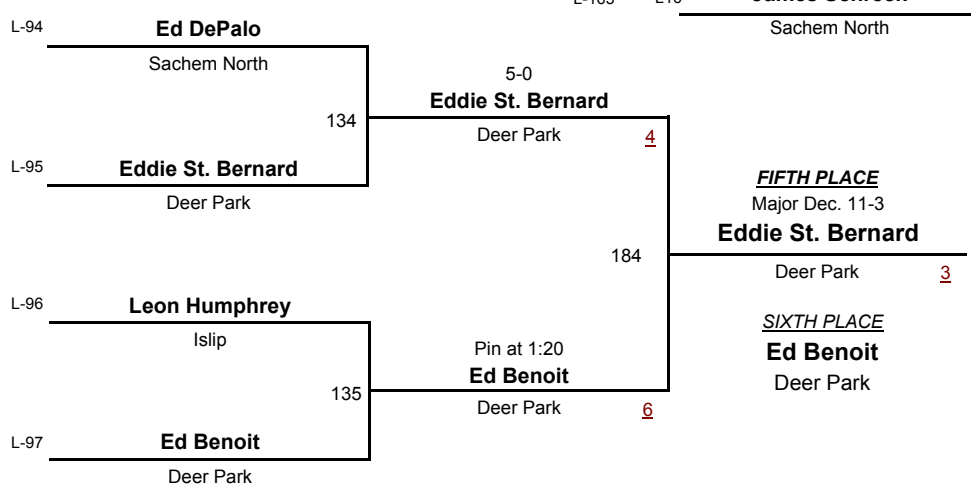 L-94
Ed DePalo
Sachem North
Sachem North
5-0
Eddie St. Bernard
134
Deer Park
4
L-95
Eddie St. Bernard
Deer Park
FIFTH PLACE
Major Dec. 11-3
Eddie St. Bernard
184
Deer Park
3
L-96
Leon Humphrey
Islip
SIXTH PLACE
Ed Benoit
Deer Park
Pin at 1:20
Ed Benoit
135
Deer Park
6
L-97
Ed Benoit
Deer Park